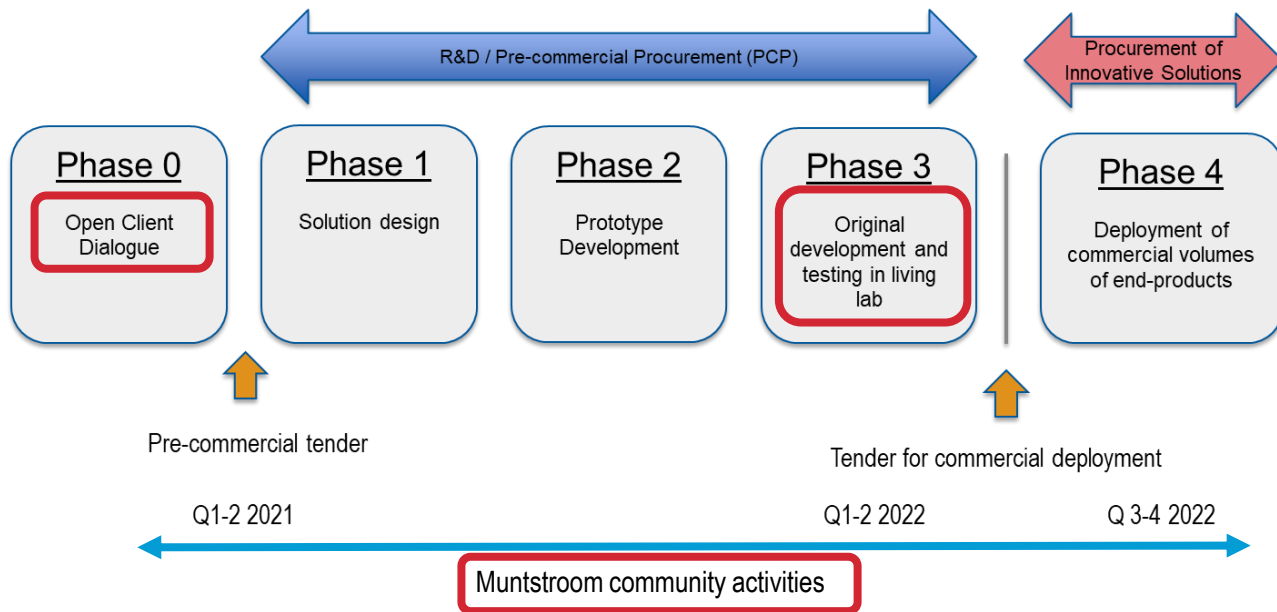 R&D / Pre-commercial Procurement (PCP)
Procurement of
Innovative Solutions
Phase 0
Open Client
Dialogue
Phase 1
Solution design
Phase 2
Prototype
Development
Phase 3
Original
development and
testing in living
lab
Phase 4
Deployment of
commercial volumes
of end-products
Pre-commercial tender
Tender for commercial deployment
Q1-2 2021
Q1-2 2022
Q 3-4 2022
Muntstroom community activities